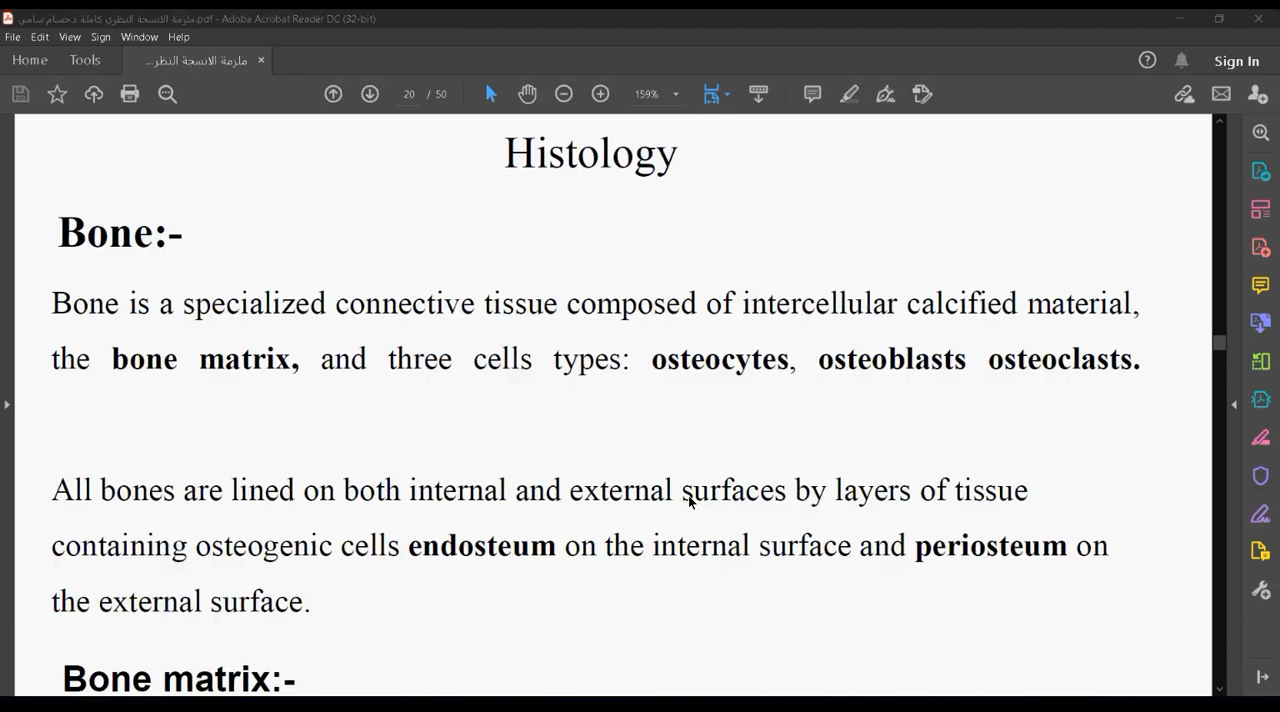 ملزمة الانسجة النظري كاملة د.حسام سامي.pdf - Adobe Acrobat Reader DC (32-bit)
File Edit View Sign Window Help
Home Tools ملزمة الانسجة النظر... × Sign In
20 / 50 159%
Histology
Bone:-
Bone is a specialized connective tissue composed of intercellular calcified material,
the bone matrix, and three cells types: osteocytes, osteoblasts osteoclasts.
All bones are lined on both internal and external surfaces by layers of tissue
containing osteogenic cells endosteum on the internal surface and periosteum on
the external surface.
Bone matrix:-